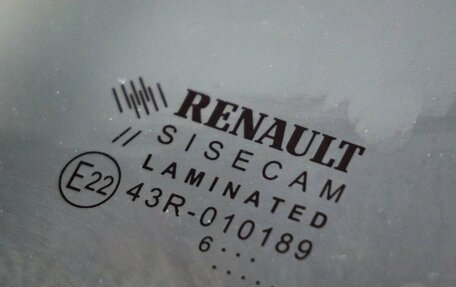 RENAULT
SISECAM
// LAMINATED
E22 43R-010189
6...
.....